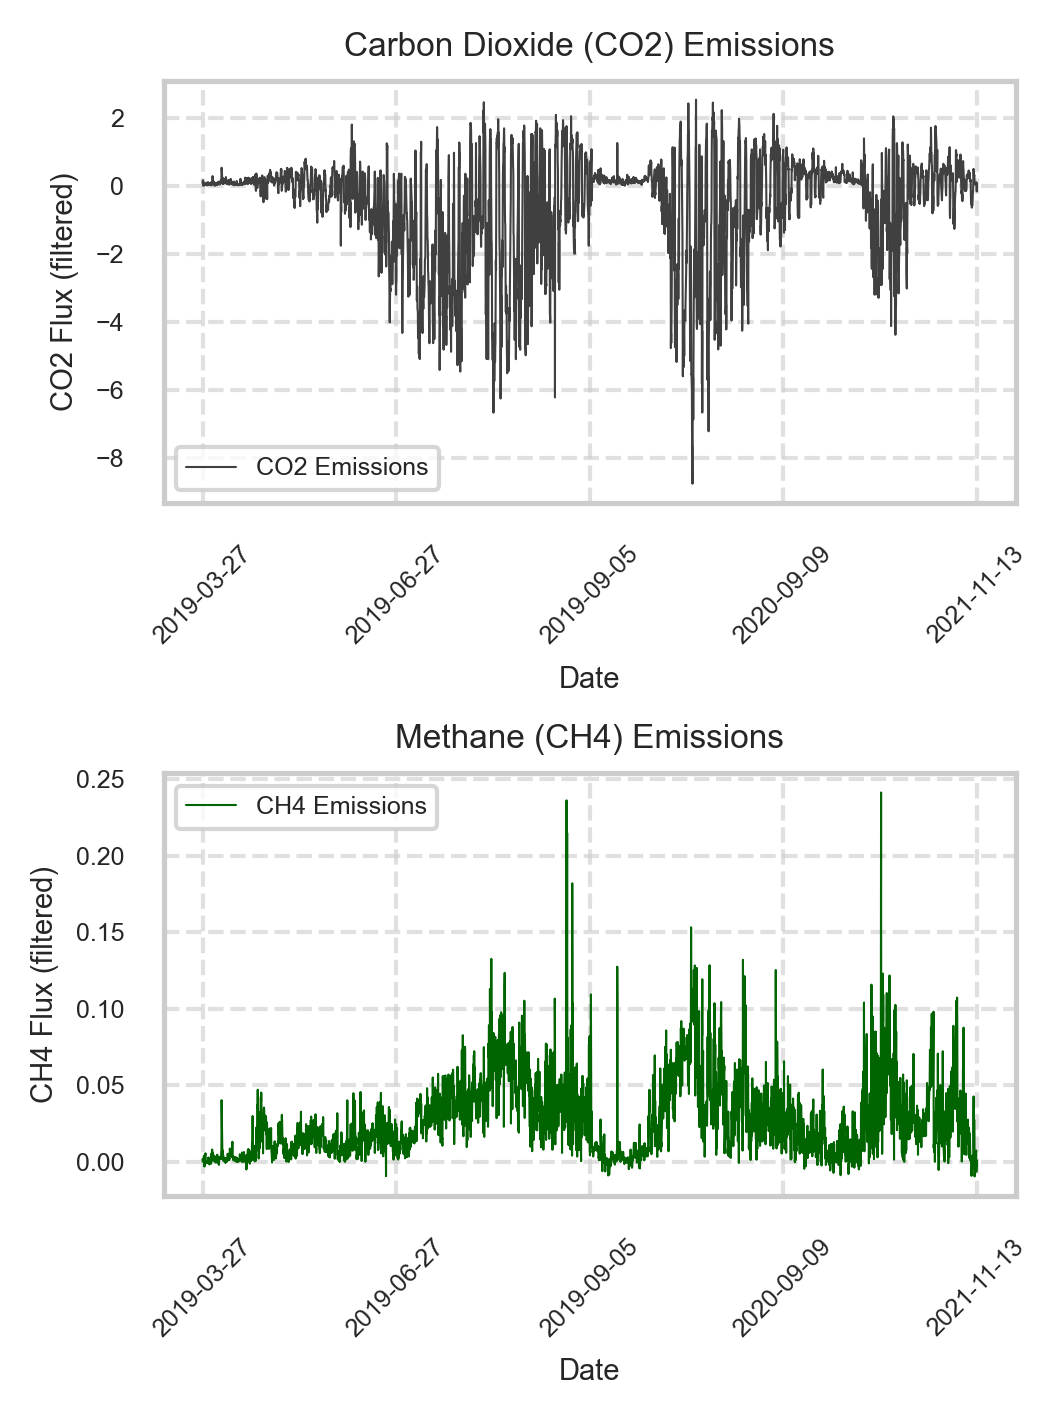 Carbon Dioxide (CO2) Emissions
CO2 Flux (filtered)
2
0
−2
−4
−6
−8
CO2 Emissions
2019-03-27
2019-06-27
2019-09-05
2020-09-09
2021-11-13
Date
Methane (CH4) Emissions
CH4 Flux (filtered)
0.25
0.20
0.15
0.10
0.05
0.00
CH4 Emissions
2019-03-27
2019-06-27
2019-09-05
2020-09-09
2021-11-13
Date